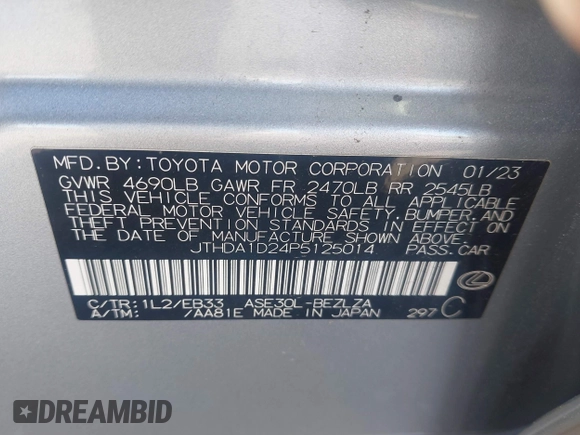 MFD.BY:TOYOTA MOTOR CORPORATION 01/23
GVWR 4690LB GAWR FR 2470LB RR 2545LB
THIS VEHICLE CONFORMS TO ALL APPLICABLE
FEDERAL MOTOR VEHICLE SAFETY,BUMPER,AND
THEFT PREVENTION STANDARDS IN EFFECT ON
THE DATE OF MANUFACTURE SHOWN ABOVE.
JTHDA1D24P5125014 PASS.CAR
C/TR:1L2/EB33 ASE30L-BEZLZA
A/TM: /AA81E MADE IN JAPAN 297 C
DREAMBID